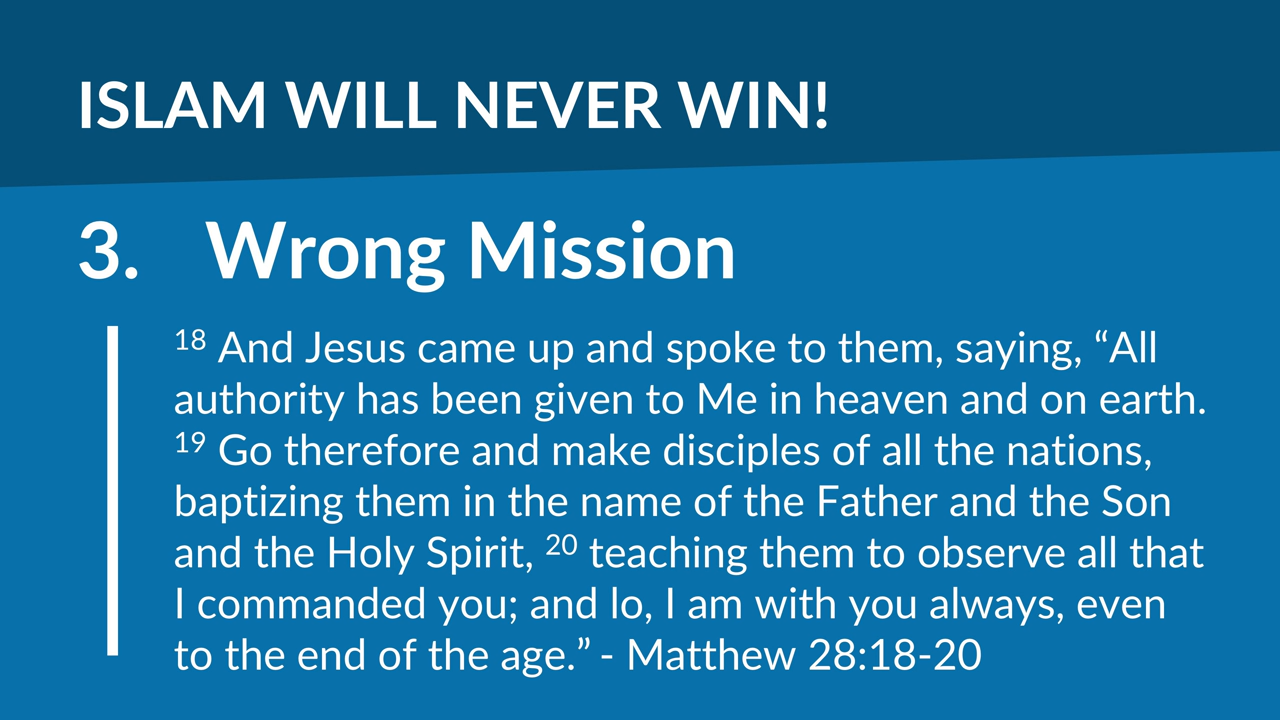 ISLAM WILL NEVER WIN!
3. Wrong Mission
18 And Jesus came up and spoke to them, saying, “All
authority has been given to Me in heaven and on earth.
19 Go therefore and make disciples of all the nations,
baptizing them in the name of the Father and the Son
and the Holy Spirit, 20 teaching them to observe all that
I commanded you; and lo, I am with you always, even
to the end of the age.” - Matthew 28:18-20